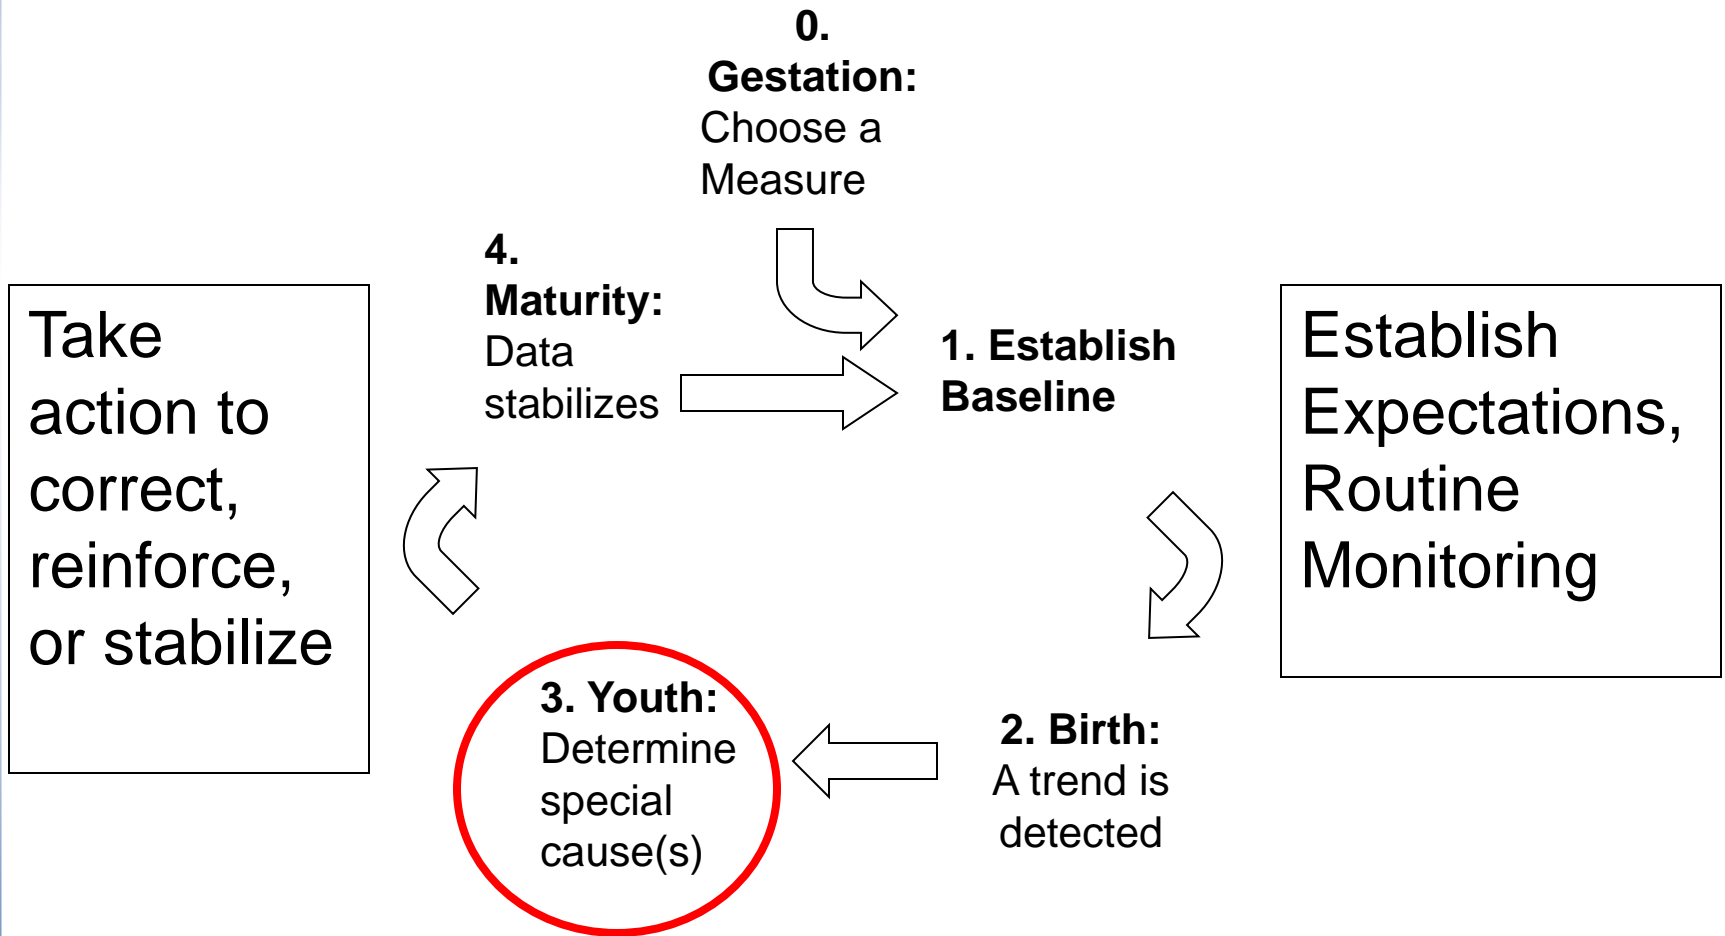 0.
Gestation:
Choose a
Measure
4.
Maturity:
Data
stabilizes
1. Establish
Baseline
Take
action to
correct,
reinforce,
or stabilize
Establish
Expectations,
Routine
Monitoring
3. Youth:
Determine
special
cause(s)
2. Birth:
A trend is
detected